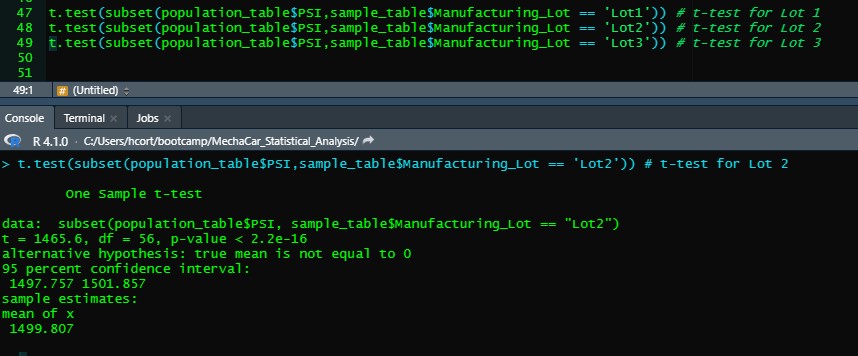 47 t.test(subset(population_table$PSI,sample_table$Manufacturing_Lot == 'Lot1')) # t-test for Lot 1
48 t.test(subset(population_table$PSI,sample_table$Manufacturing_Lot == 'Lot2')) # t-test for Lot 2
49 t.test(subset(population_table$PSI,sample_table$Manufacturing_Lot == 'Lot3')) # t-test for Lot 3
50
51
49:1 # (Untitled)
Console Terminal × Jobs ×
R 4.1.0 · C:/Users/hcort/bootcamp/MechaCar_Statistical_Analysis/
> t.test(subset(population_table$PSI,sample_table$Manufacturing_Lot == 'Lot2')) # t-test for Lot 2
One Sample t-test
data:  subset(population_table$PSI, sample_table$Manufacturing_Lot == "Lot2")
t = 1465.6, df = 56, p-value < 2.2e-16
alternative hypothesis: true mean is not equal to 0
95 percent confidence interval:
1497.757 1501.857
sample estimates:
mean of x
1499.807